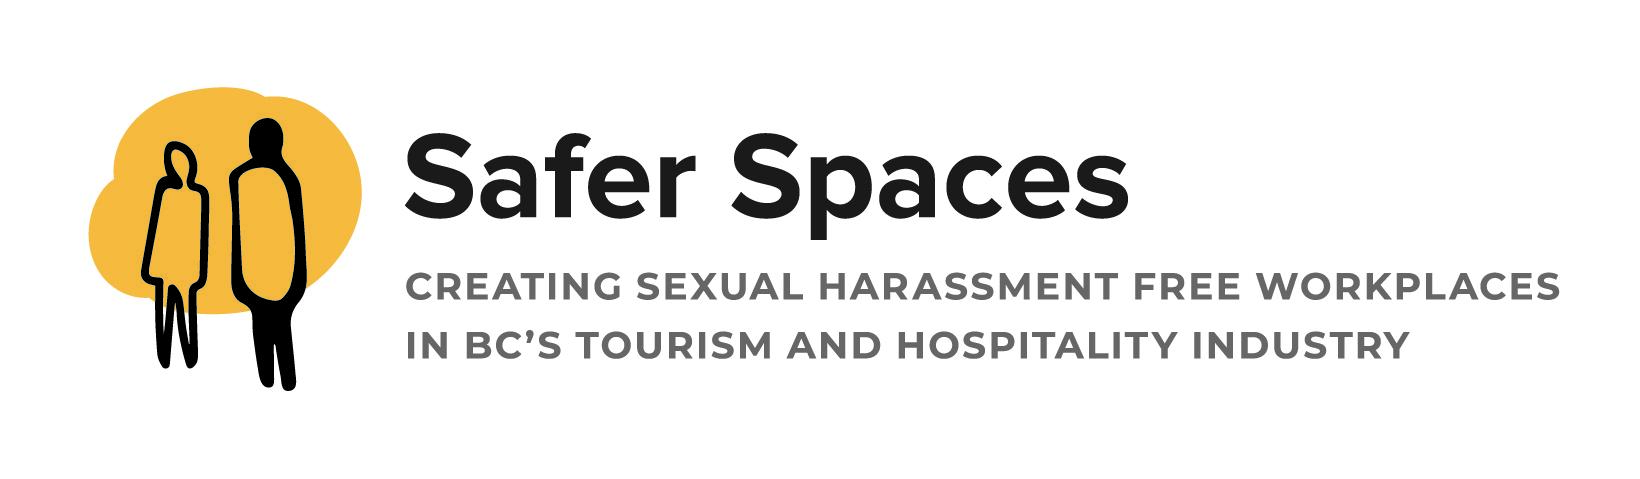 Safer Spaces
CREATING SEXUAL HARASSMENT FREE WORKPLACES
IN BC’S TOURISM AND HOSPITALITY INDUSTRY